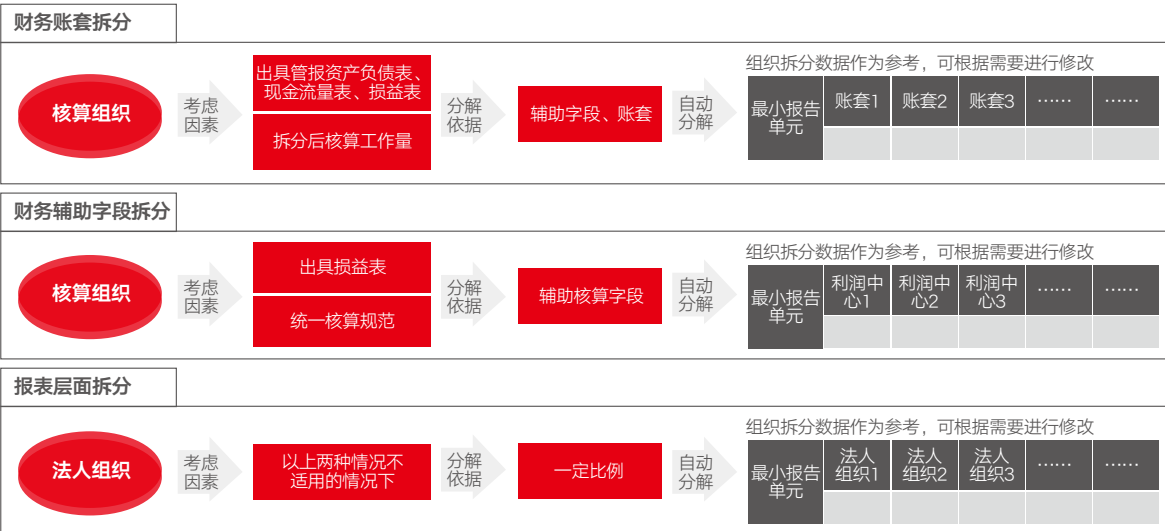 财务账套拆分
核算组织
考虑
因素
出具管报资产负债表、
现金流量表、损益表
拆分后核算工作量
分解
依据
辅助字段、账套
自动
分解
组织拆分数据作为参考，可根据需要进行修改
最小报告
单元
账套1
账套2
账套3
……
……
财务辅助字段拆分
核算组织
考虑
因素
出具损益表
统一核算规范
分解
依据
辅助核算字段
自动
分解
组织拆分数据作为参考，可根据需要进行修改
最小报告
单元
利润中
心1
利润中
心2
利润中
心3
……
……
报表层面拆分
法人组织
考虑
因素
以上两种情况不
适用的情况下
分解
依据
一定比例
自动
分解
组织拆分数据作为参考，可根据需要进行修改
最小报告
单元
法人
组织1
法人
组织2
法人
组织3
……
……